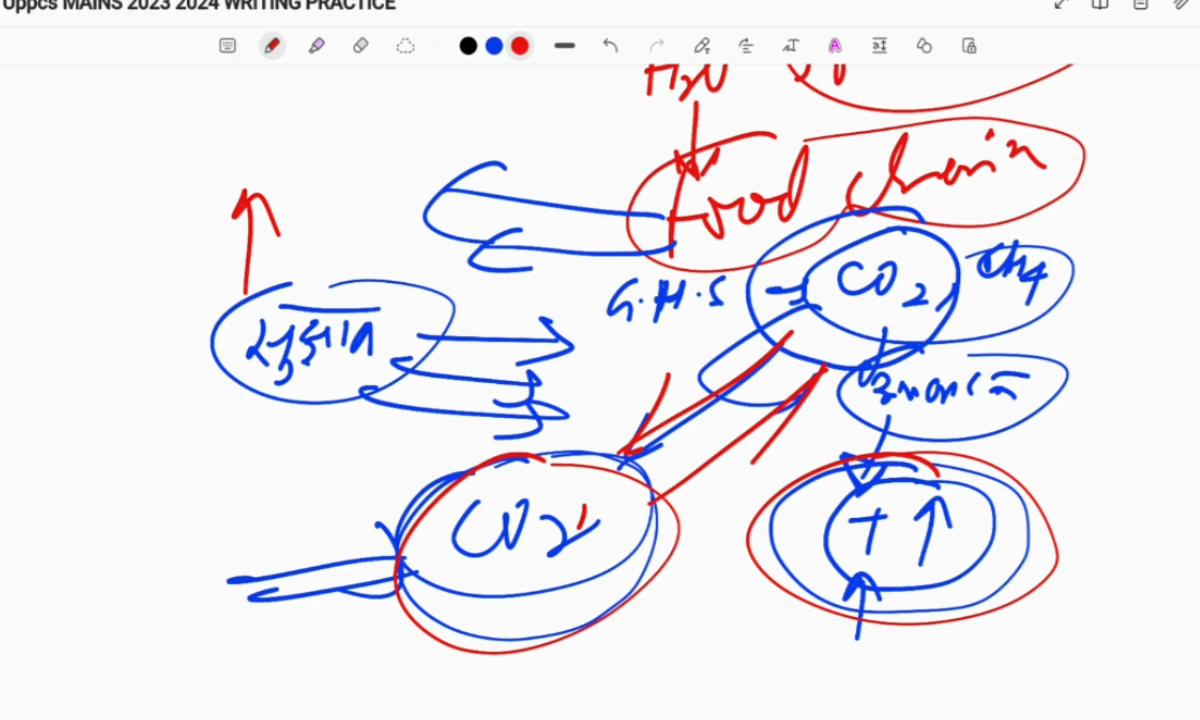 Uppcs MAINS 2023 2024 WRITING PRACTICE
H2O
Food chain
G.H.S CO2, CH4
CO2
T ↑